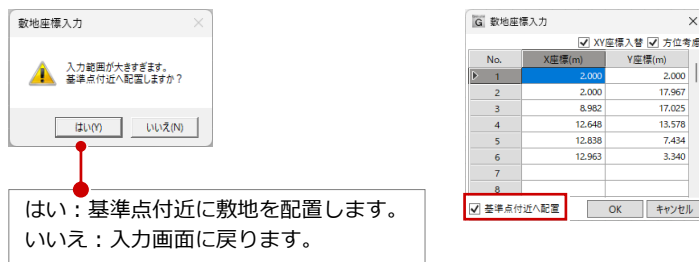 敷地座標入力
入力範囲が大きすぎます。
基準点付近へ配置しますか？
はい(Y) いいえ(N)
はい：基準点付近に敷地を配置します。
いいえ：入力画面に戻ります。
G 敷地座標入力
XY座標入替 方位考慮
No. X座標(m) Y座標(m)
1 2.000 2.000
2 2.000 17.967
3 8.982 17.025
4 12.648 13.578
5 12.838 7.434
6 12.963 3.340
7
8
基準点付近へ配置 OK キャンセル